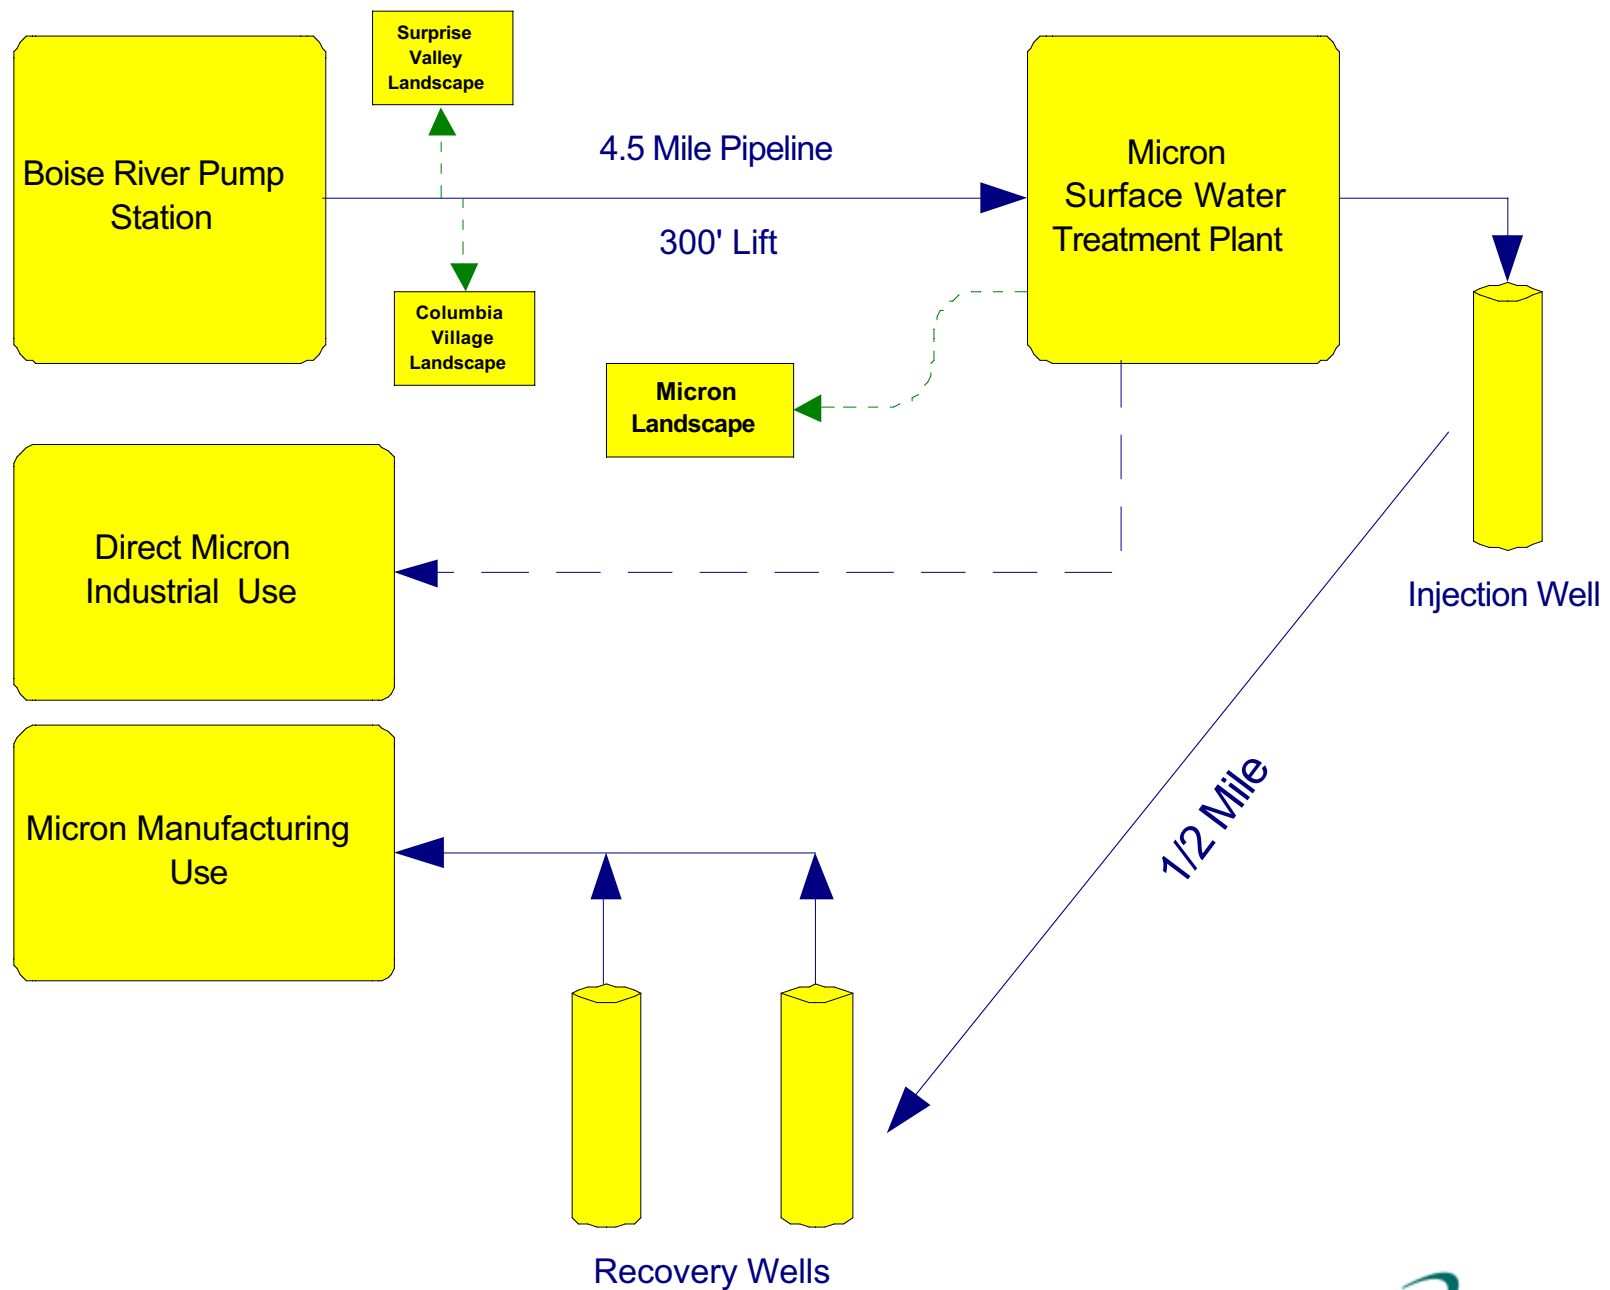 Surprise
Valley
Landscape
Boise River Pump
Station
4.5 Mile Pipeline
300' Lift
Micron
Surface Water
Treatment Plant
Columbia
Village
Landscape
Micron
Landscape
Direct Micron
Industrial Use
Injection Well
1/2 Mile
Micron Manufacturing
Use
Recovery Wells